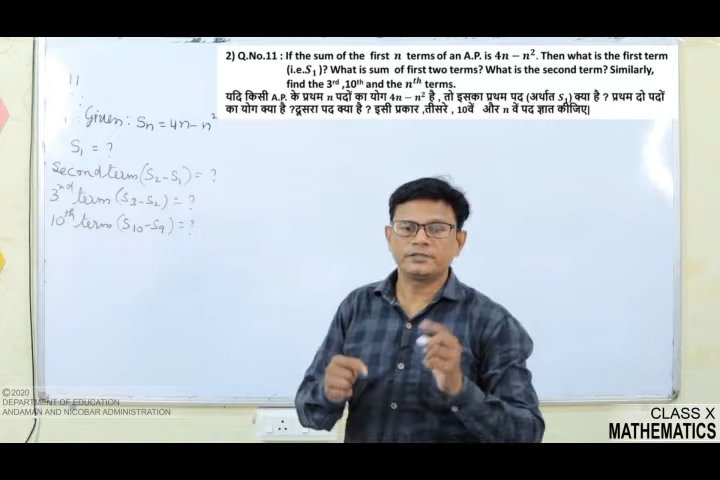 2) Q.No.11 : If the sum of the first n terms of an A.P. is 4n − n². Then what is the first term
(i.e.S₁ )? What is sum of first two terms? What is the second term? Similarly,
find the 3ʳᵈ ,10ᵗʰ and the nᵗʰ terms.
यदि किसी A.P. के प्रथम n पदों का योग 4n − n² है , तो इसका प्रथम पद (अर्थात S₁) क्या है ? प्रथम दो पदों
का योग क्या है ?दूसरा पद क्या है ? इसी प्रकार ,तीसरे , 10वें और n वें पद ज्ञात कीजिए|
11
Given: Sn = 4n − n²
S₁ = ?
Second term (S₂−S₁) = ?
3rd term (S₃−S₂) = ?
10th term (S₁₀−S₉) = ?
©2020
DEPARTMENT OF EDUCATION
ANDAMAN AND NICOBAR ADMINISTRATION
CLASS X
MATHEMATICS